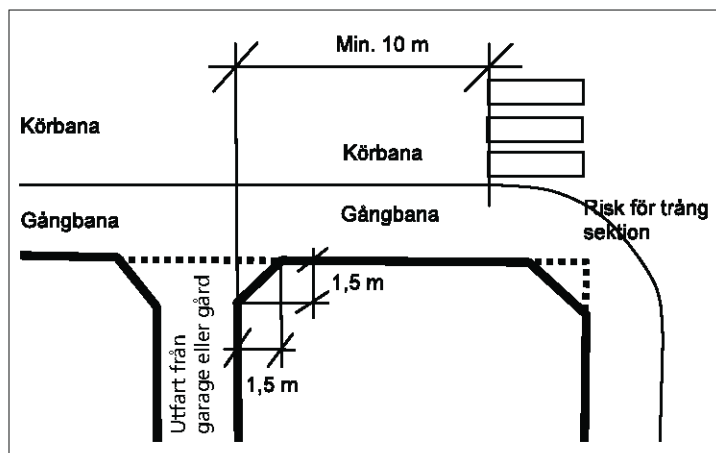 Min. 10 m
Körbana
Körbana
Gångbana
Gångbana
Risk för trång
sektion
1,5 m
1,5 m
Utfart från
garage eller gård